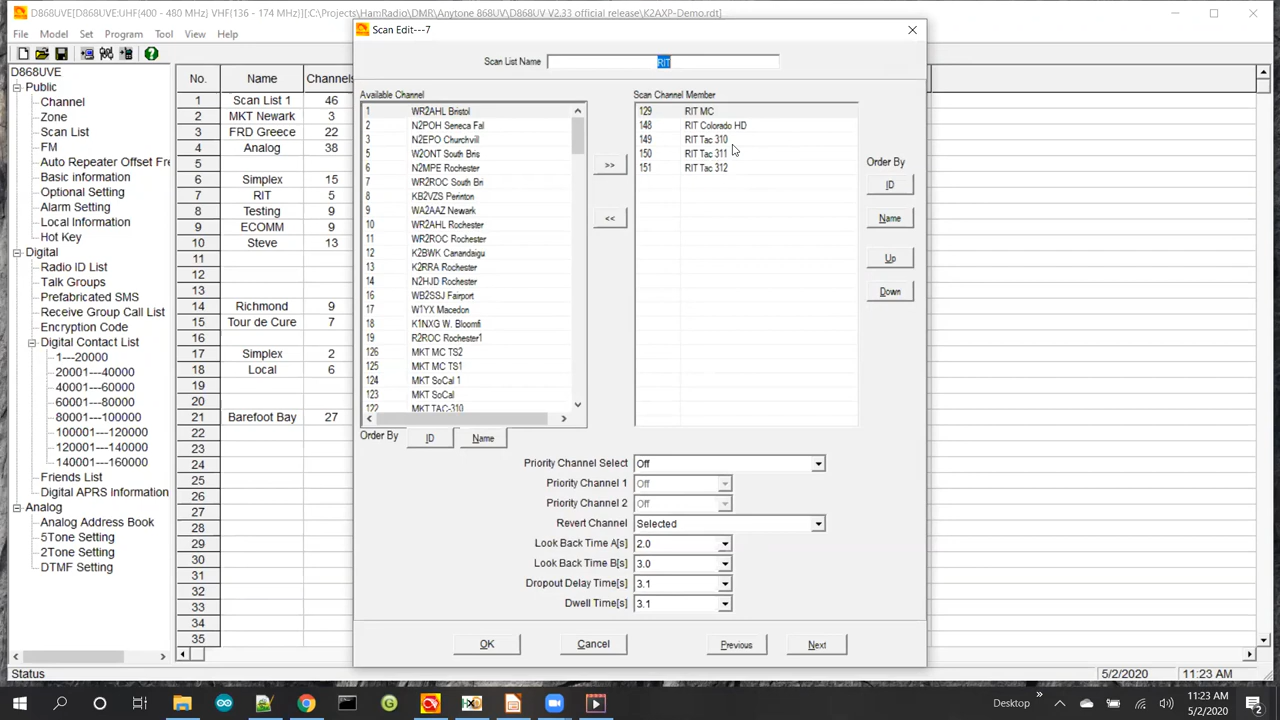 D868UVE[D868UVE:UHF(400 - 480 MHz) VHF(136 - 174 MHz)][:C:\Projects\HamRadio\DMR\Anytone 868UV\D868UV V2.33 official release\K2AXP-Demo.rdt]
File Model Set Program Tool View Help
D868UVE
Public
Channel
Zone
Scan List
FM
Auto Repeater Offset Fre
Basic information
Optional Setting
Alarm Setting
Local Information
Hot Key
Digital
Radio ID List
Talk Groups
Prefabricated SMS
Receive Group Call List
Encryption Code
Digital Contact List
1---20000
20001---40000
40001---60000
60001---80000
80001---100000
100001---120000
120001---140000
140001---160000
Friends List
Digital APRS Information
Analog
Analog Address Book
5Tone Setting
2Tone Setting
DTMF Setting
No. Name Channels
1 Scan List 1 46
2 MKT Newark 3
3 FRD Greece 22
4 Analog 38
5
6 Simplex 15
7 RIT 5
8 Testing 9
9 ECOMM 9
10 Steve 13
11
12
13
14 Richmond 9
15 Tour de Cure 7
16
17 Simplex 2
18 Local 6
19
20
21 Barefoot Bay 27
22
23
24
25
26
27
28
29
30
31
32
33
34
35
Scan Edit---7
Scan List Name RIT
Available Channel
1 WR2AHL Bristol
2 N2POH Seneca Fal
3 N2EPO Churchvill
5 W2ONT South Bris
6 N2MPE Rochester
7 WR2ROC South Bri
8 KB2VZS Perinton
9 WA2AAZ Newark
10 WR2AHL Rochester
11 WR2ROC Rochester
12 K2BWK Canandaigu
13 K2RRA Rochester
14 N2HJD Rochester
16 WB2SSJ Fairport
17 W1YX Macedon
18 K1NXG W. Bloomfi
19 R2ROC Rochester1
126 MKT MC TS2
125 MKT MC TS1
124 MKT SoCal 1
123 MKT SoCal
122 MKT TAC-310
Order By ID Name
>>
<<
Scan Channel Member
129 RIT MC
148 RIT Colorado HD
149 RIT Tac 310
150 RIT Tac 311
151 RIT Tac 312
Order By
ID
Name
Up
Down
Priority Channel Select Off
Priority Channel 1 Off
Priority Channel 2 Off
Revert Channel Selected
Look Back Time A[s] 2.0
Look Back Time B[s] 3.0
Dropout Delay Time[s] 3.1
Dwell Time[s] 3.1
OK Cancel Previous Next
Status 5/2/2020 11:23 AM
Desktop 11:23 AM
5/2/2020
2